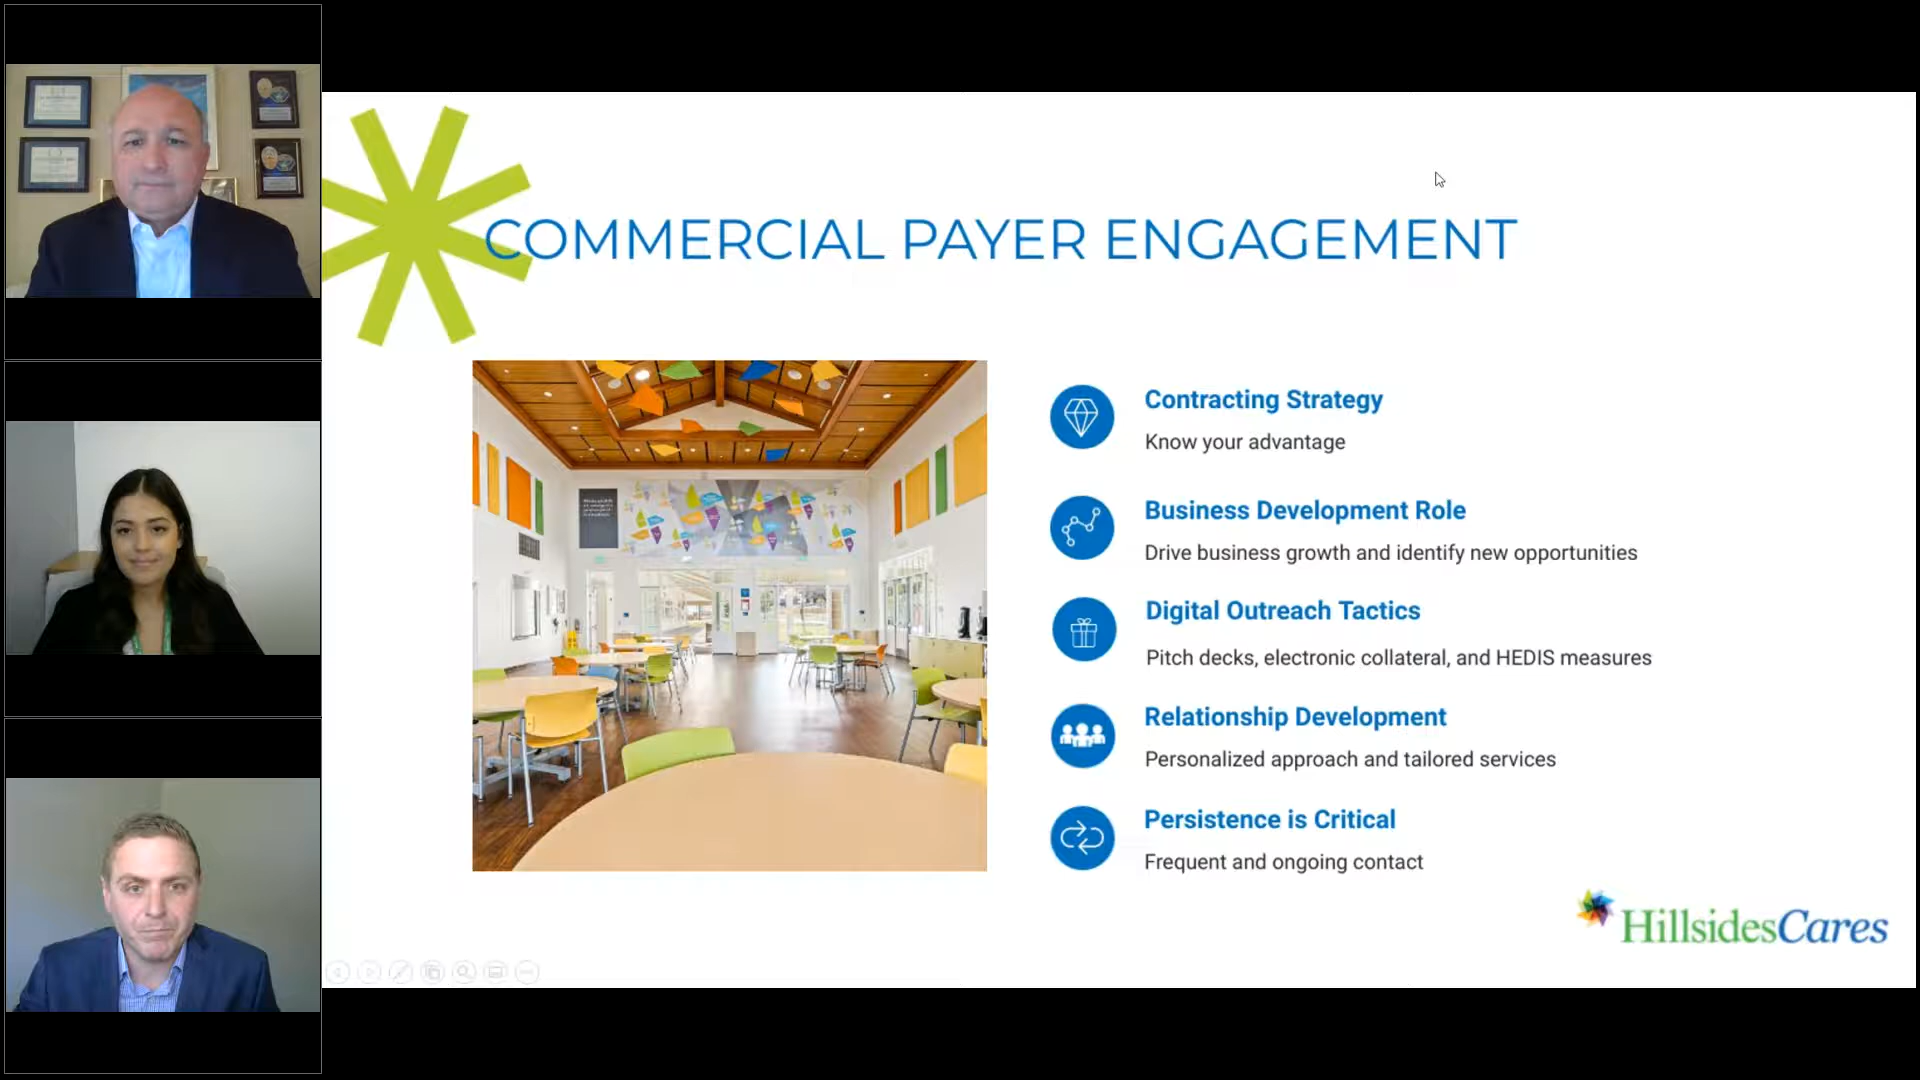 COMMERCIAL PAYER ENGAGEMENT
Contracting Strategy
Know your advantage
Business Development Role
Drive business growth and identify new opportunities
Digital Outreach Tactics
Pitch decks, electronic collateral, and HEDIS measures
Relationship Development
Personalized approach and tailored services
Persistence is Critical
Frequent and ongoing contact
HillsidesCares